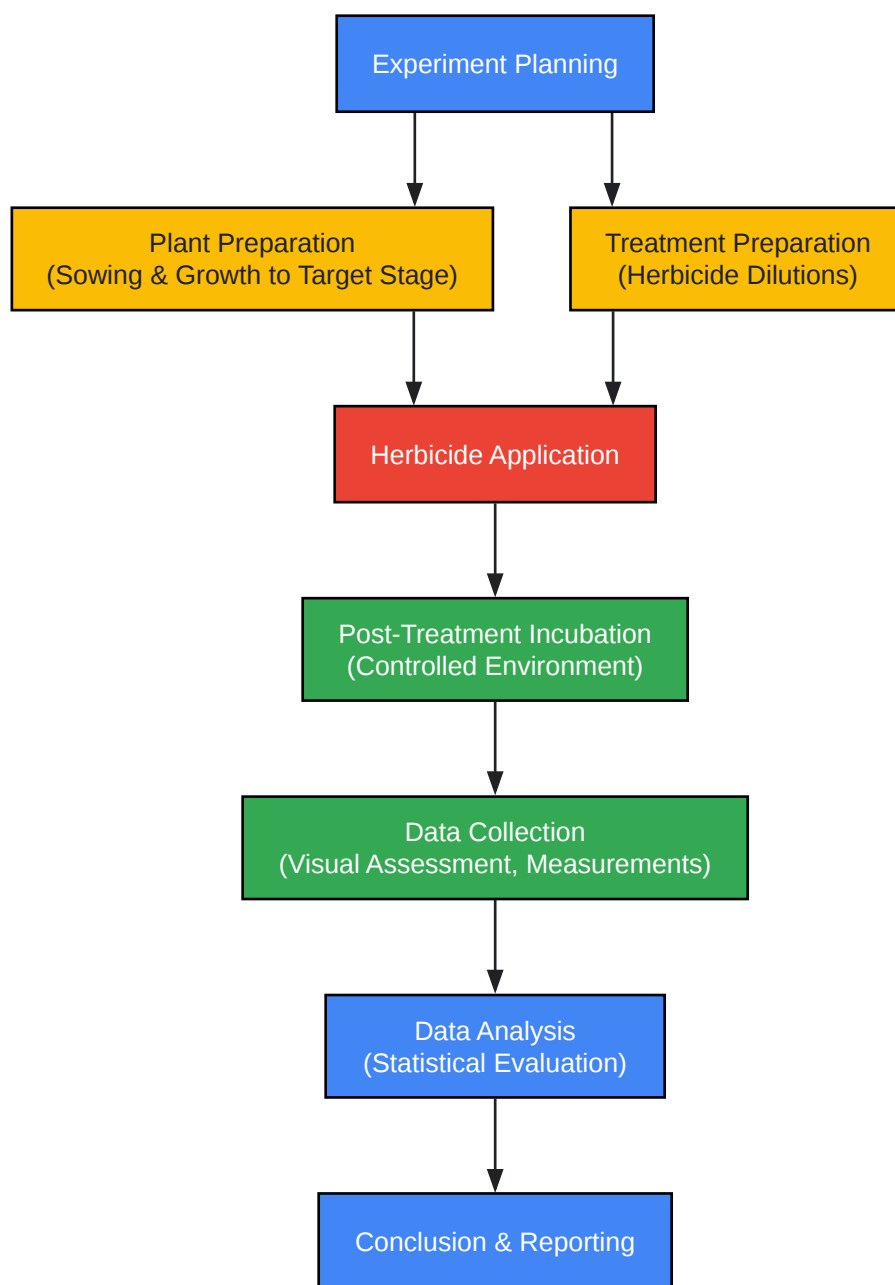 Experiment Planning
Plant Preparation
(Sowing & Growth to Target Stage)
Treatment Preparation
(Herbicide Dilutions)
Herbicide Application
Post-Treatment Incubation
(Controlled Environment)
Data Collection
(Visual Assessment, Measurements)
Data Analysis
(Statistical Evaluation)
Conclusion & Reporting